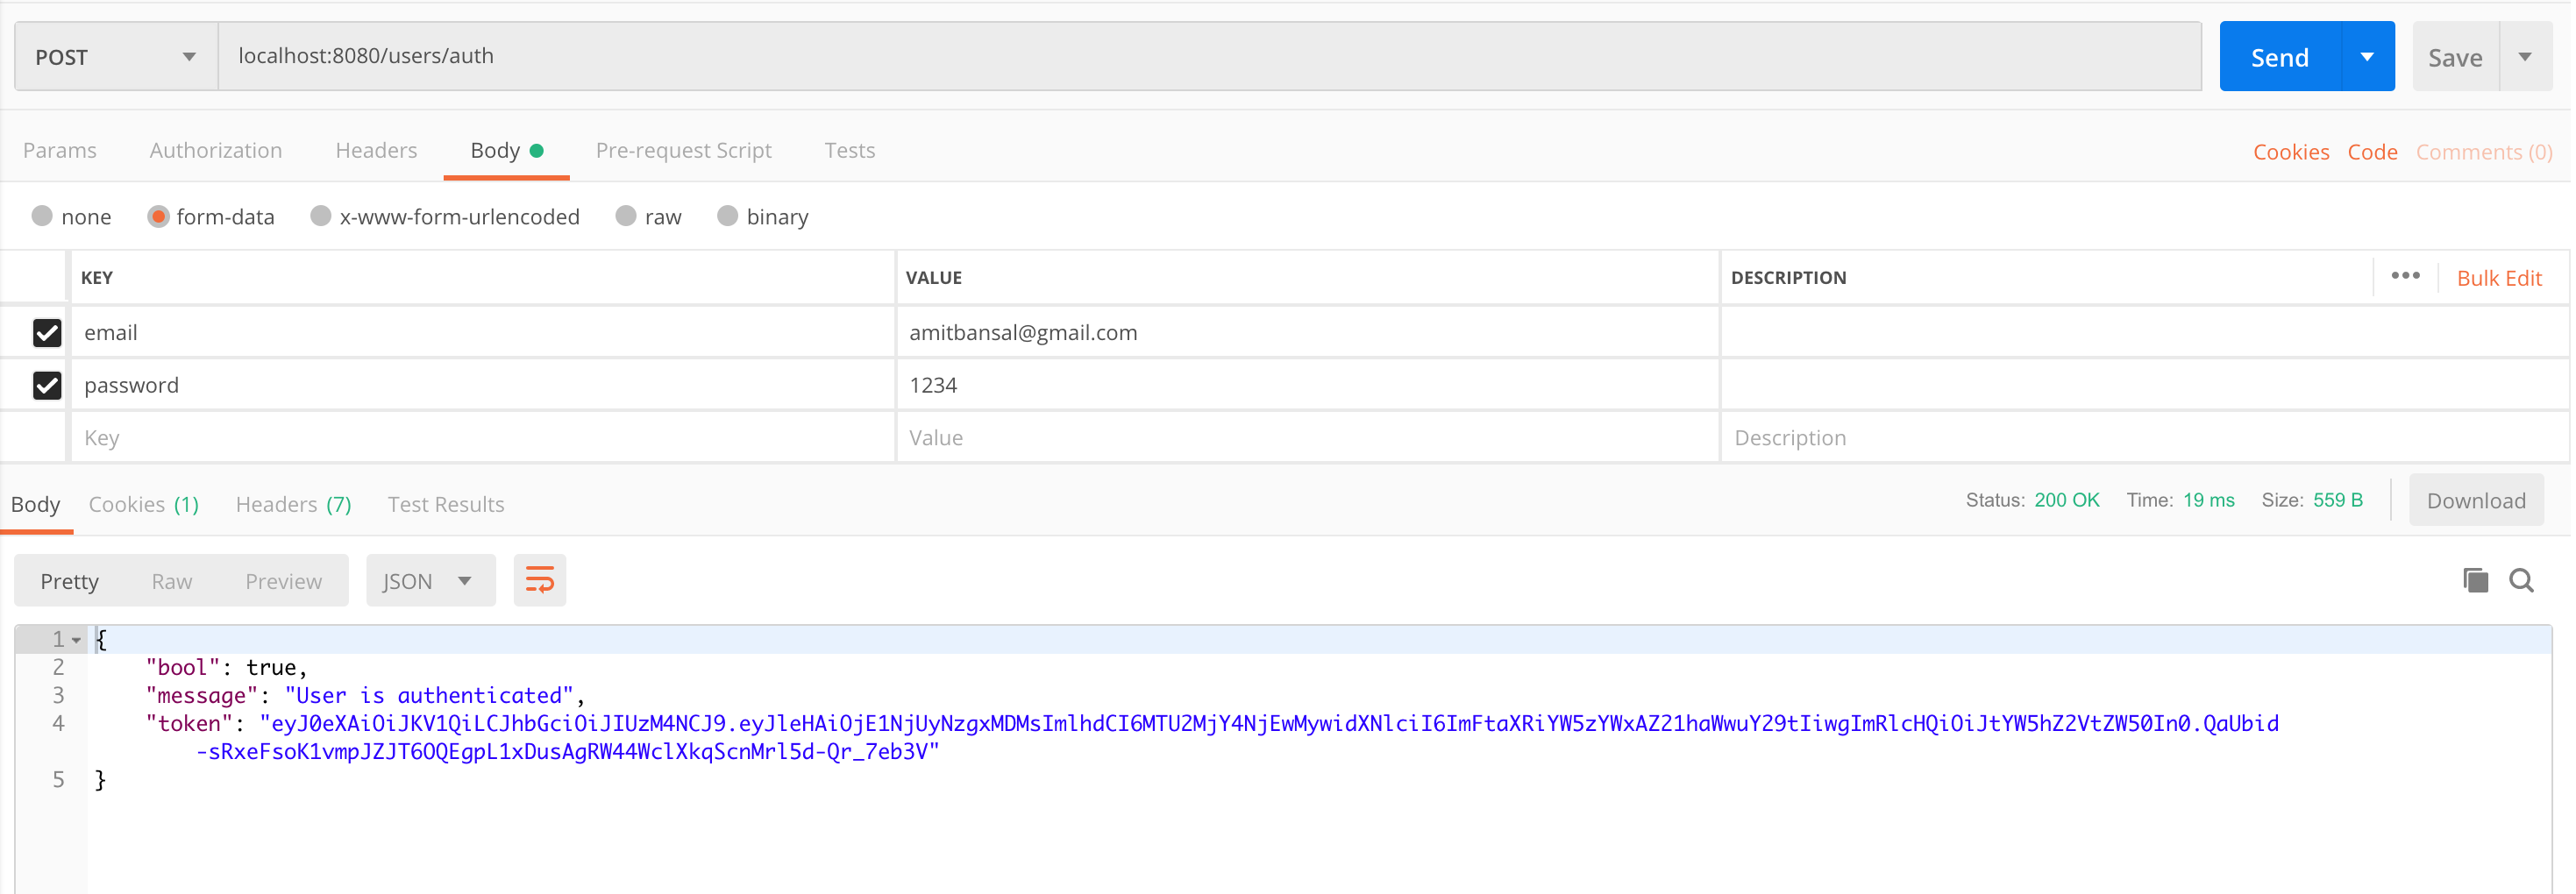 POST localhost:8080/users/auth Send Save
Params Authorization Headers Body Pre-request Script Tests Cookies Code Comments (0)
none form-data x-www-form-urlencoded raw binary
KEY VALUE DESCRIPTION ••• Bulk Edit
email amitbansal@gmail.com
password 1234
Key Value Description
Body Cookies (1) Headers (7) Test Results Status: 200 OK Time: 19 ms Size: 559 B Download
Pretty Raw Preview JSON
1 {
2 "bool": true,
3 "message": "User is authenticated",
4 "token": "eyJ0eXAiOiJKV1QiLCJhbGciOiJIUzM4NCJ9.eyJleHAiOjE1NjUyNzgxMDMsImlhdCI6MTU2MjY4NjEwMywidXNlciI6ImFtaXRiYW5zYWxAZ21haWwuY29tIiwgImRlcHQiOiJtYW5hZ2VtZW50In0.QaUbid
-sRxeFsoK1vmpJZJT6OQEgpL1xDusAgRW44WclXkqScnMrl5d-Qr_7eb3V"
5 }